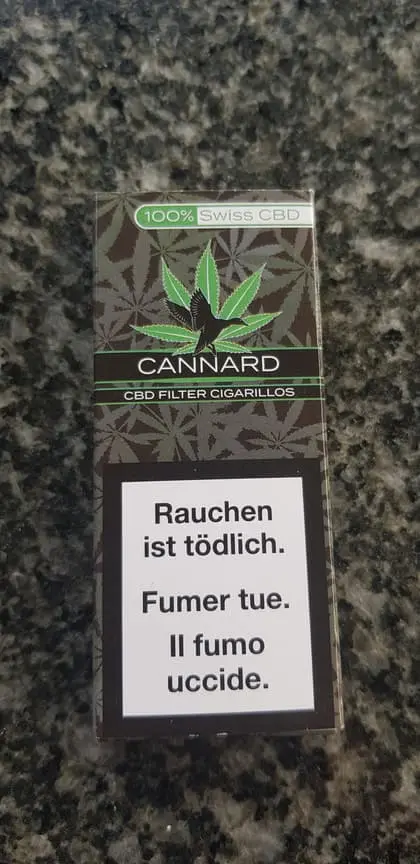 100% Swiss CBD
CANNARD
CBD FILTER CIGARILLOS
Rauchen
ist tödlich.
Fumer tue.
Il fumo
uccide.